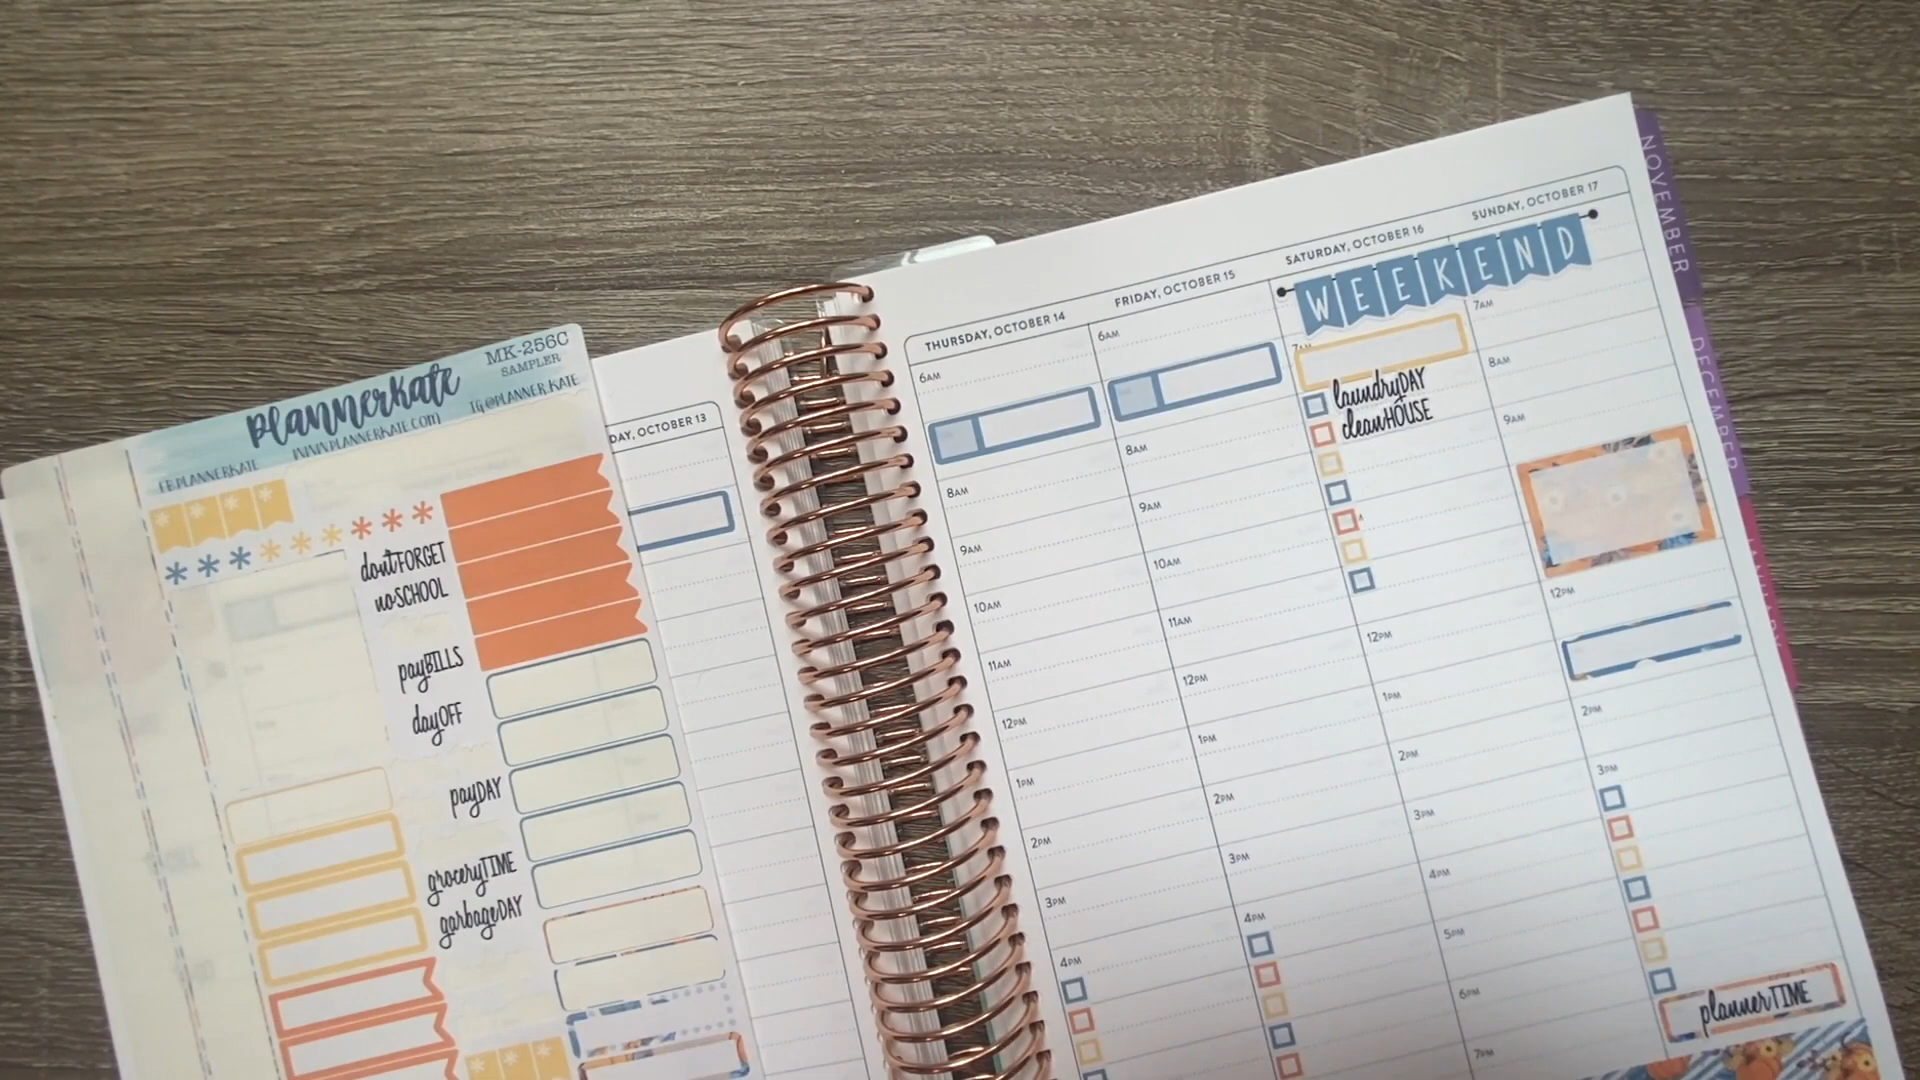 plannerkate
MK-256C
SAMPLER
FB:PLANNERKATE
WWW.PLANNERKATE.COM
IG@PLANNER.KATE
don'tFORGET
noSCHOOL
payBILLS
dayOFF
payDAY
groceryTIME
garbageDAY
DAY, OCTOBER 13
THURSDAY, OCTOBER 14
6AM
8AM
9AM
10AM
11AM
12PM
1PM
2PM
3PM
4PM
FRIDAY, OCTOBER 15
6AM
8AM
9AM
10AM
11AM
12PM
1PM
2PM
3PM
4PM
SATURDAY, OCTOBER 16
WEEKEND
laundryDAY
cleanHOUSE
12PM
1PM
2PM
3PM
4PM
5PM
6PM
7PM
SUNDAY, OCTOBER 17
7AM
8AM
9AM
12PM
2PM
3PM
plannerTIME
NOVEMBER
DECEMBER